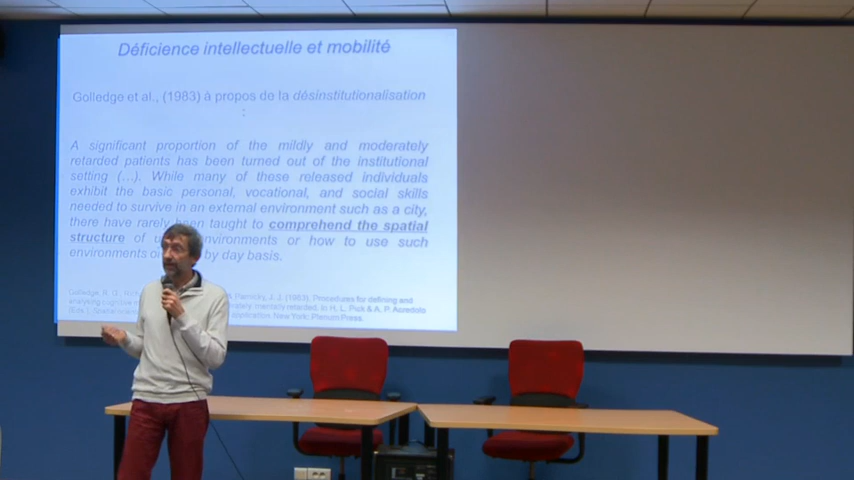 Déficience intellectuelle et mobilité
Golledge et al., (1983) à propos de la désinstitutionalisation
:
A significant proportion of the mildly and moderately
retarded patients has been turned out of the institutional
setting (…). While many of these released individuals
exhibit the basic personal, vocational, and social skills
needed to survive in an external environment such as a city,
there have rarely been taught to comprehend the spatial
structure of environments or how to use such
environments by day basis.
Golledge, R. G., & Parnicky, J. J. (1983), Procedures for defining and
analysing cognitive mentally retarded. In H. L. Pick & A. P. Acredolo
(Eds.), Spatial New York: Plenum Press.